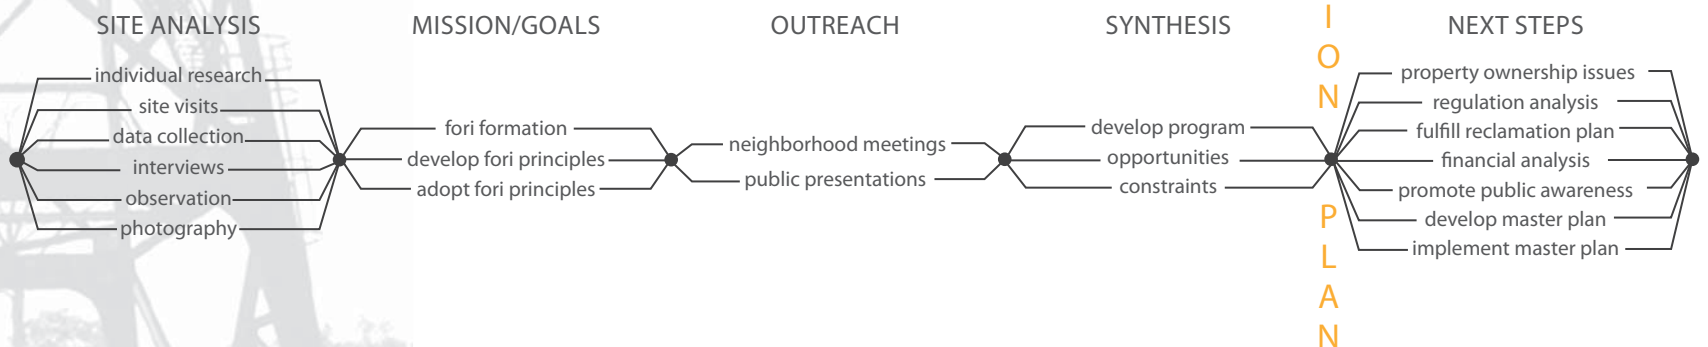 SITE ANALYSIS
individual research
site visits
data collection
interviews
observation
photography
MISSION/GOALS
fori formation
develop fori principles
adopt fori principles
OUTREACH
neighborhood meetings
public presentations
SYNTHESIS
develop program
opportunities
constraints
I
O
N
P
L
A
N
NEXT STEPS
property ownership issues
regulation analysis
fulfill reclamation plan
financial analysis
promote public awareness
develop master plan
implement master plan